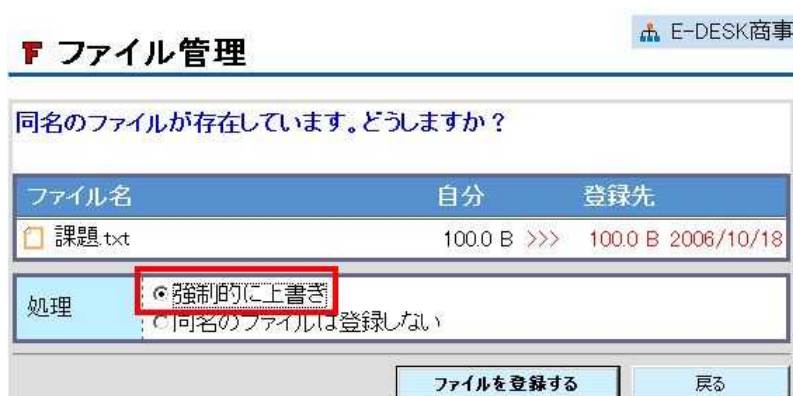 E-DESK商事
F ファイル管理
同名のファイルが存在しています。どうしますか？
ファイル名 自分 登録先
課題.txt 100.0 B >>> 100.0 B 2006/10/18
処理
強制的に上書き
同名のファイルは登録しない
ファイルを登録する 戻る